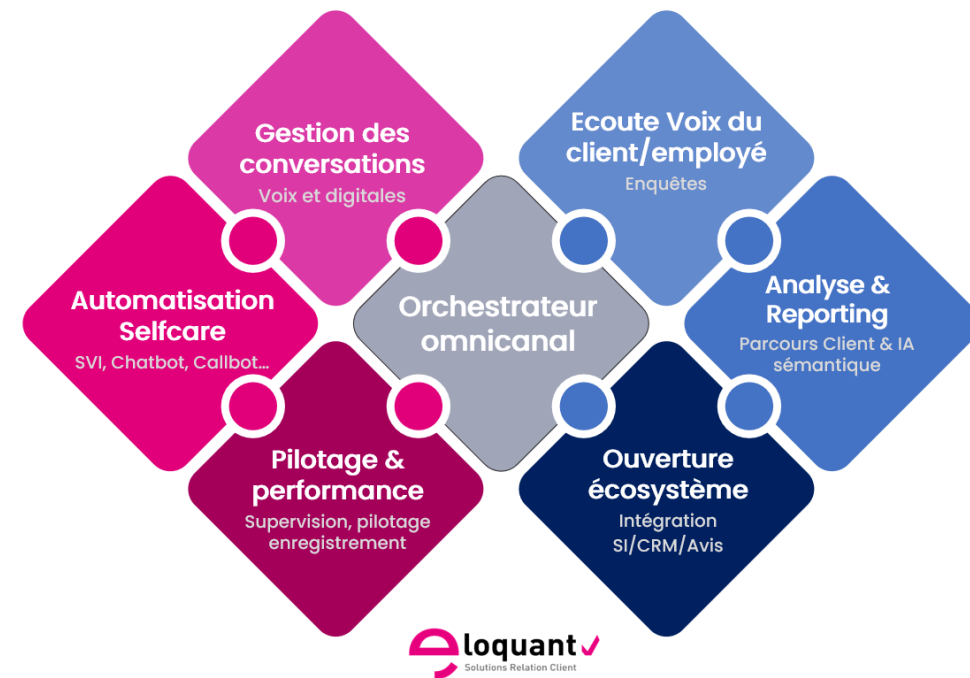 Gestion des
conversations
Voix et digitales
Ecoute Voix du
client/employé
Enquêtes
Automatisation
Selfcare
SVI, Chatbot, Callbot...
Orchestrateur
omnicanal
Analyse &
Reporting
Parcours Client & IA
sémantique
Pilotage &
performance
Supervision, pilotage
enregistrement
Ouverture
écosystème
Intégration
SI/CRM/Avis
eloquant
Solutions Relation Client